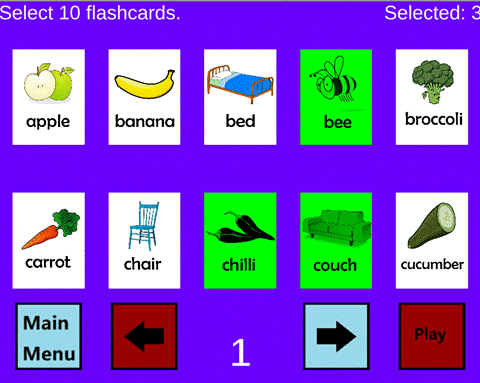 Select 10 flashcards. Selected: 3
apple banana bed bee broccoli
carrot chair chilli couch cucumber
Main Menu
1
Play